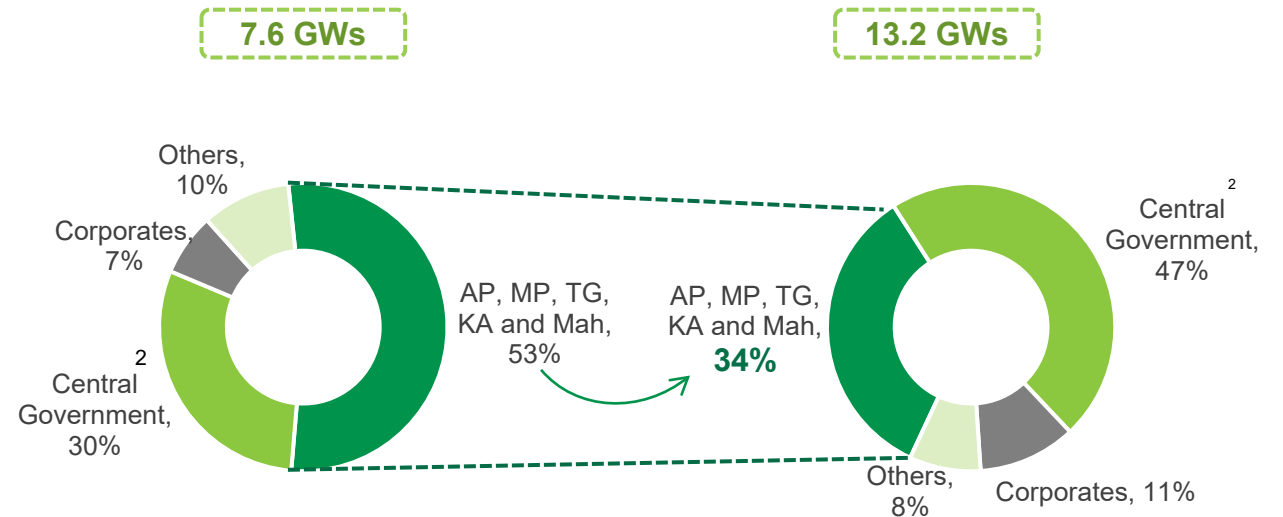 7.6 GWs
13.2 GWs
Others,
10%
Corporates,
7%
Central 2
Government,
30%
AP, MP, TG,
KA and Mah,
53%
AP, MP, TG,
KA and Mah,
34%
2
Central
Government,
47%
Others,
8%
Corporates, 11%